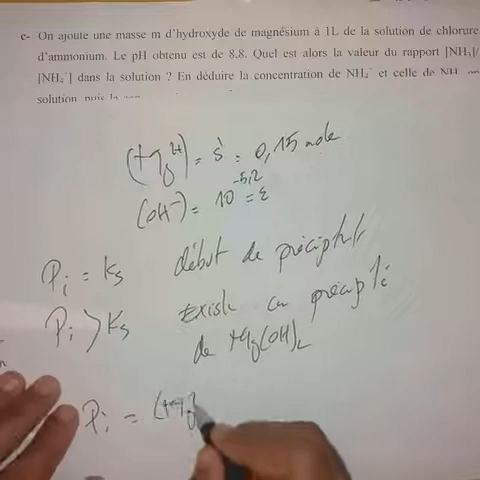 c- On ajoute une masse m d'hydroxyde de magnésium à 1L de la solution de chlorure
d'ammonium. Le pH obtenu est de 8,8. Quel est alors la valeur du rapport [NH₃]/
[NH₄⁺] dans la solution ? En déduire la concentration de NH₄⁺ et celle de NH
solution puis la
(Mg²⁺) = s' = 0,15 mole
(OH⁻) = 10^-5,2 = ε
Pi = Ks début de
Pi > Ks Existe un précipité
de Mg(OH)₂
Pi = (Mg